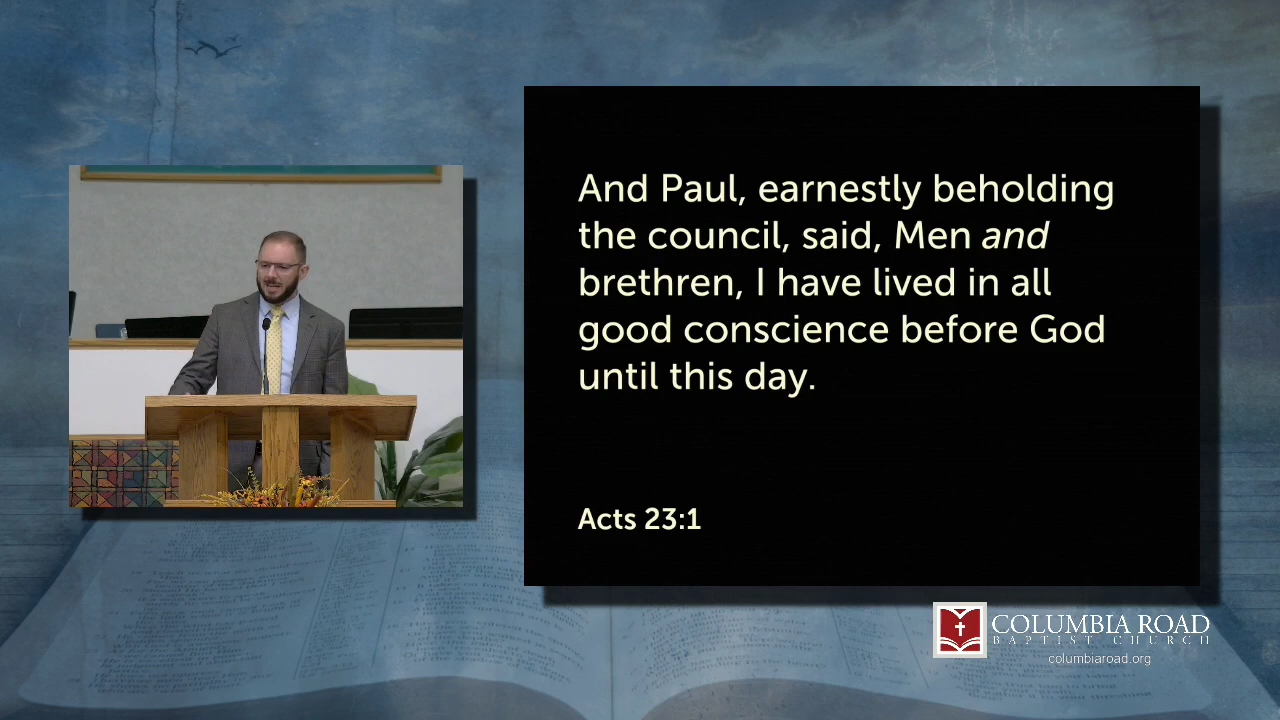 And Paul, earnestly beholding
the council, said, Men and
brethren, I have lived in all
good conscience before God
until this day.
Acts 23:1
COLUMBIA ROAD
BAPTIST CHURCH
columbiaroad.org